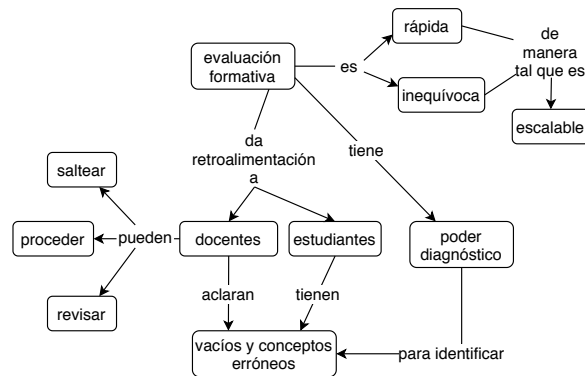 rápida
evaluación
formativa
es
de
manera
tal que es
inequívoca
escalable
da
retroalimentación
a
tiene
saltear
proceder
pueden
docentes
estudiantes
poder
diagnóstico
aclaran
tienen
revisar
vacíos y conceptos
erróneos
para identificar